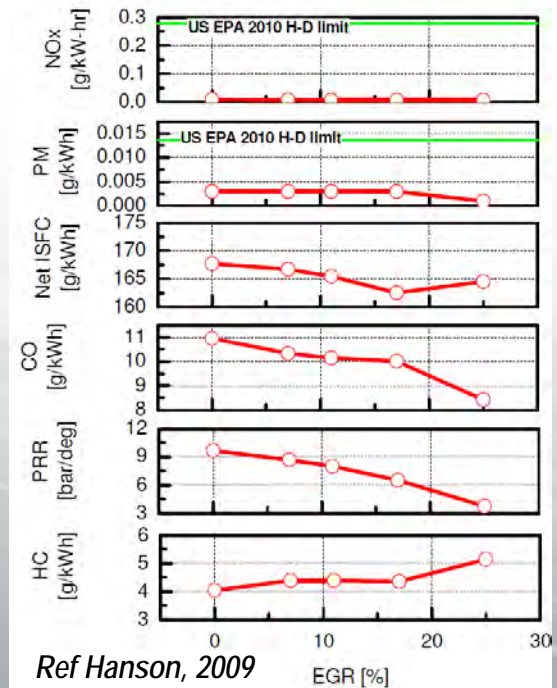 NOx
[g/kW-hr]
0.3
0.2
0.1
0.0
US EPA 2010 H-D limit
PM
[g/kWh]
0.015
0.010
0.005
0.000
US EPA 2010 H-D limit
Net ISFC
[g/kWh]
175
170
165
160
CO
[g/kWh]
11
10
9
8
PRR
[bar/deg]
12
9
6
3
HC
[g/kWh]
6
5
4
3
0 10 20 30
EGR [%]
Ref Hanson, 2009